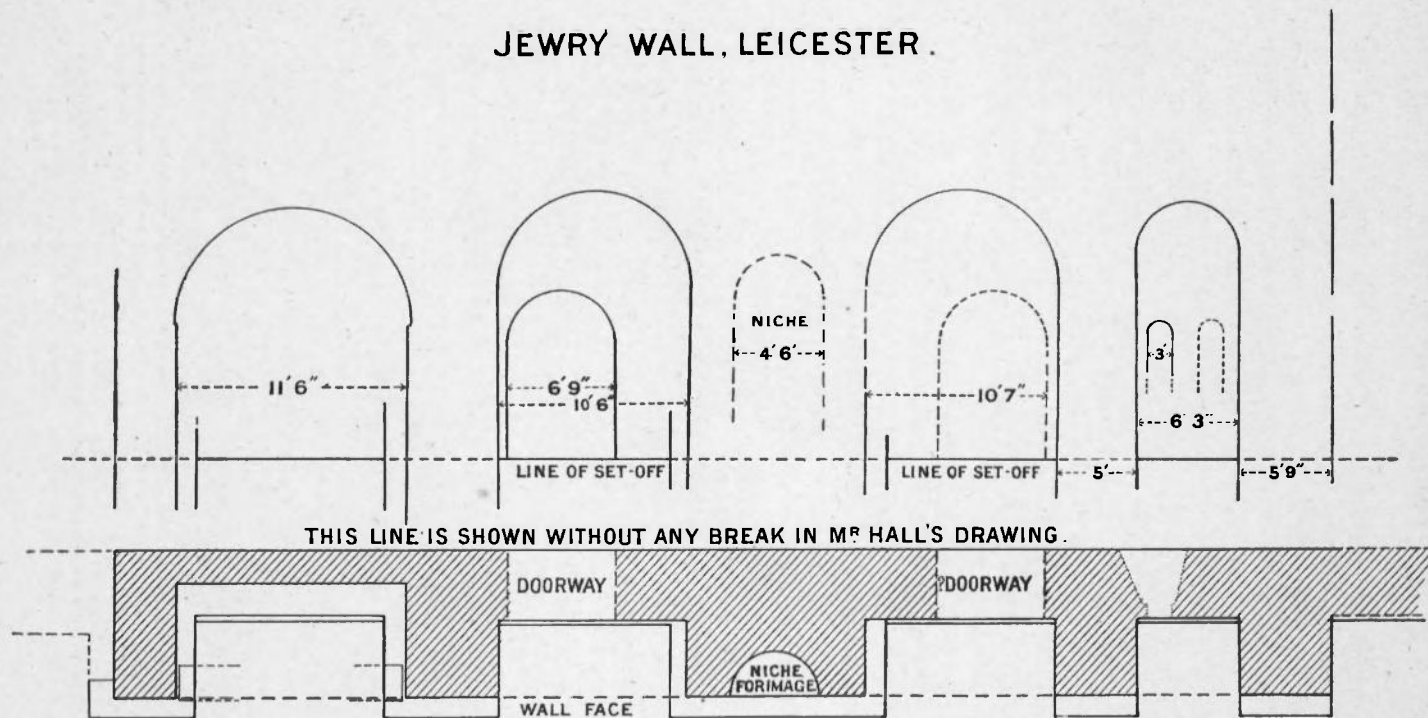 JEWRY WALL, LEICESTER.
NICHE
4' 6'
3'
11' 6"
6' 9"
10' 6"
10' 7"
6' 3"
LINE OF SET-OFF
LINE OF SET-OFF
5'
5' 9"
THIS LINE IS SHOWN WITHOUT ANY BREAK IN MR HALL'S DRAWING.
DOORWAY
?DOORWAY
NICHE
FOR IMAGE
WALL FACE